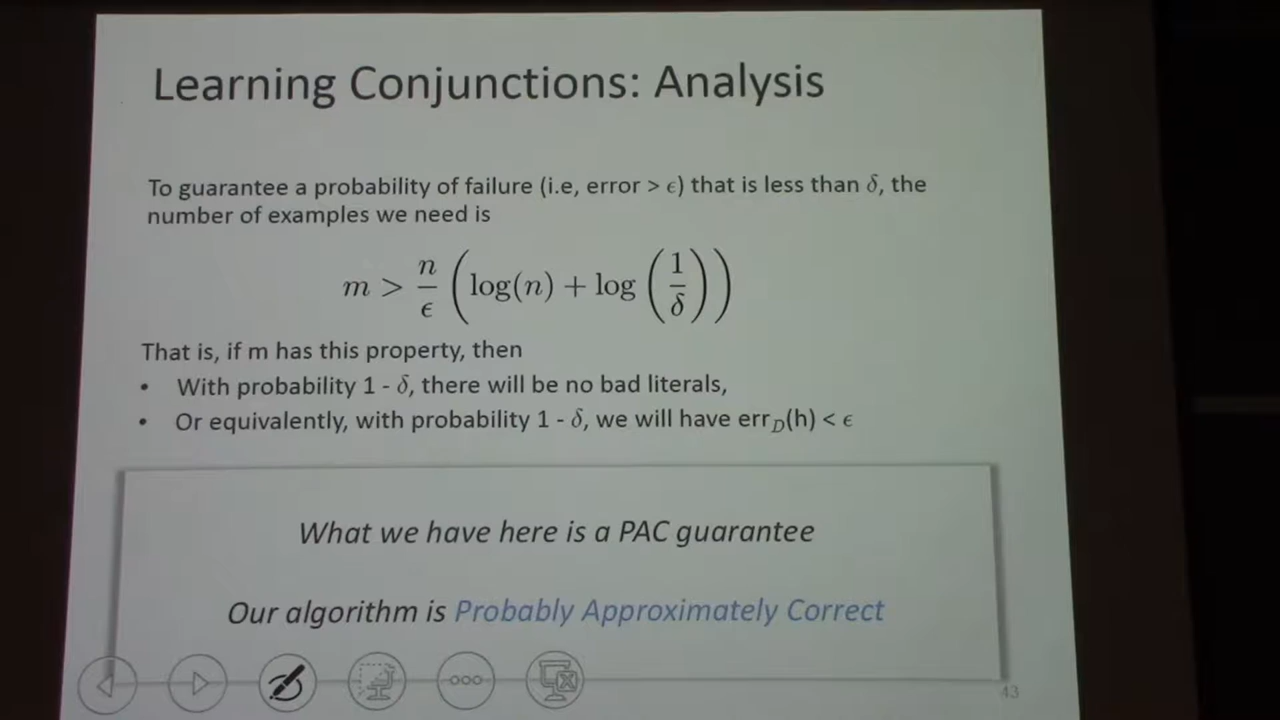 Learning Conjunctions: Analysis
To guarantee a probability of failure (i.e, error > ϵ) that is less than δ, the
number of examples we need is
m > n/ϵ (log(n) + log(1/δ))
That is, if m has this property, then
• With probability 1 - δ, there will be no bad literals,
• Or equivalently, with probability 1 - δ, we will have err_D(h) < ϵ
What we have here is a PAC guarantee
Our algorithm is Probably Approximately Correct
43